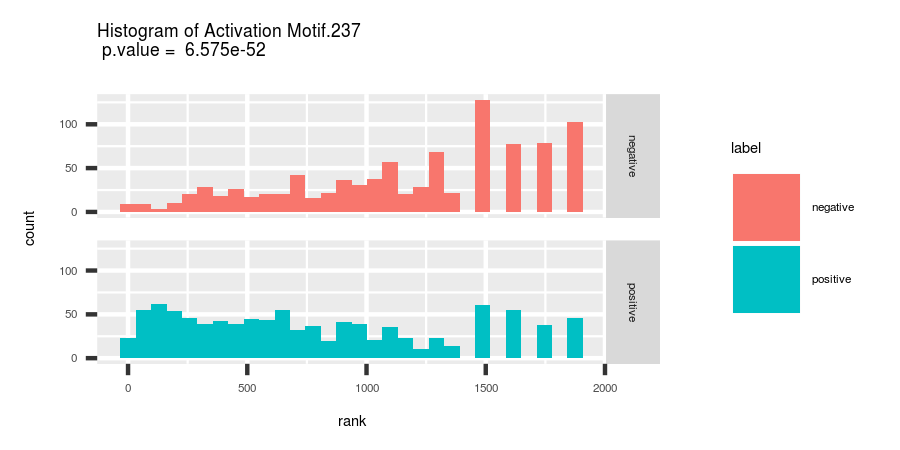 Histogram of Activation Motif.237
p.value = 6.575e-52
count
100
50
0
negative
100
50
0
positive
0 500 1000 1500 2000
rank
label
negative
positive